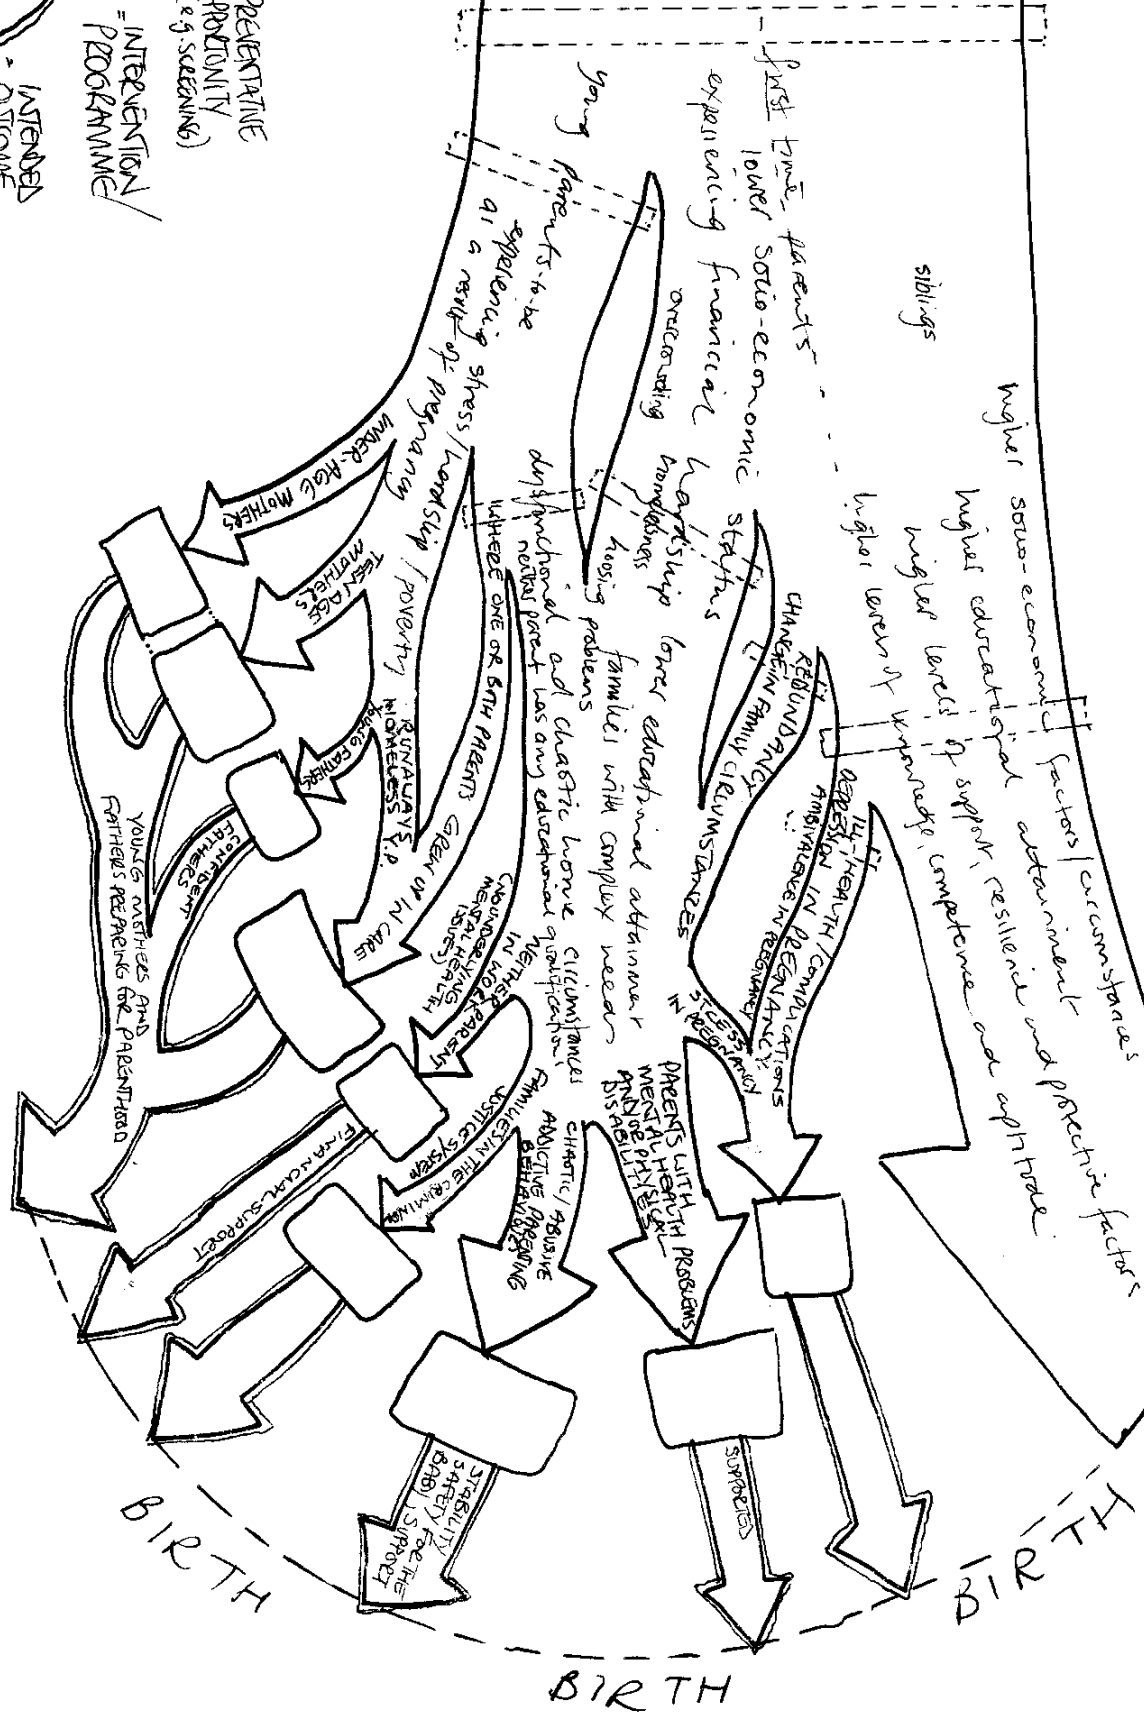 PREVENTATIVE
OPPORTUNITY
(e.g. SCREENING)
= INTERVENTION/
PROGRAMME
= INTENDED
OUTCOME
first time parents
lower socio-economic status
experiencing financial hardship
young parents-to-be
experiencing stress/hardship/poverty
as a result of pregnancy
siblings
higher socio-economic factors/circumstances
higher educational attainment
higher levels of support, resilience and protective factors
higher levels of knowledge, competence and aptitude
overcrowding
homelessness
housing problems
lower educational attainment
families with complex needs
dysfunctional and chaotic home circumstances
neither parent has any educational qualifications
UNDER-AGE MOTHERS
TEENAGE
MOTHERS
YOUNG FATHERS
RUNAWAYS
HOMELESS Y.P.
WHERE ONE OR BOTH PARENTS GREW UP IN CARE
(W UNDERLYING
MENTAL HEALTH
ISSUES)
NEITHER PARENT
IN WORK
FAMILIES IN THE CRIMINAL
JUSTICE SYSTEM
CHAOTIC/ABUSIVE
ADDICTIVE PARENTING
BEHAVIOURS
PARENTS WITH
MENTAL HEALTH PROBLEMS
AND/OR PHYSICAL
DISABILITY/IES
STRESS
IN PREGNANCY
REDUNDANCY
CHANGE IN FAMILY CIRCUMSTANCES
ILL-HEALTH/COMPLICATIONS
DEPRESSION IN PREGNANCY
AMBIVALENCE IN PREGNANCY
YOUNG MOTHERS AND
FATHERS PREPARING FOR PARENTHOOD
CONFIDENT
FATHERS
FINANCIAL SUPPORT
STABILITY
SAFETY FOR THE
BABY, SUPPORT
SUPPORTED
BIRTH
BIRTH
BIRTH